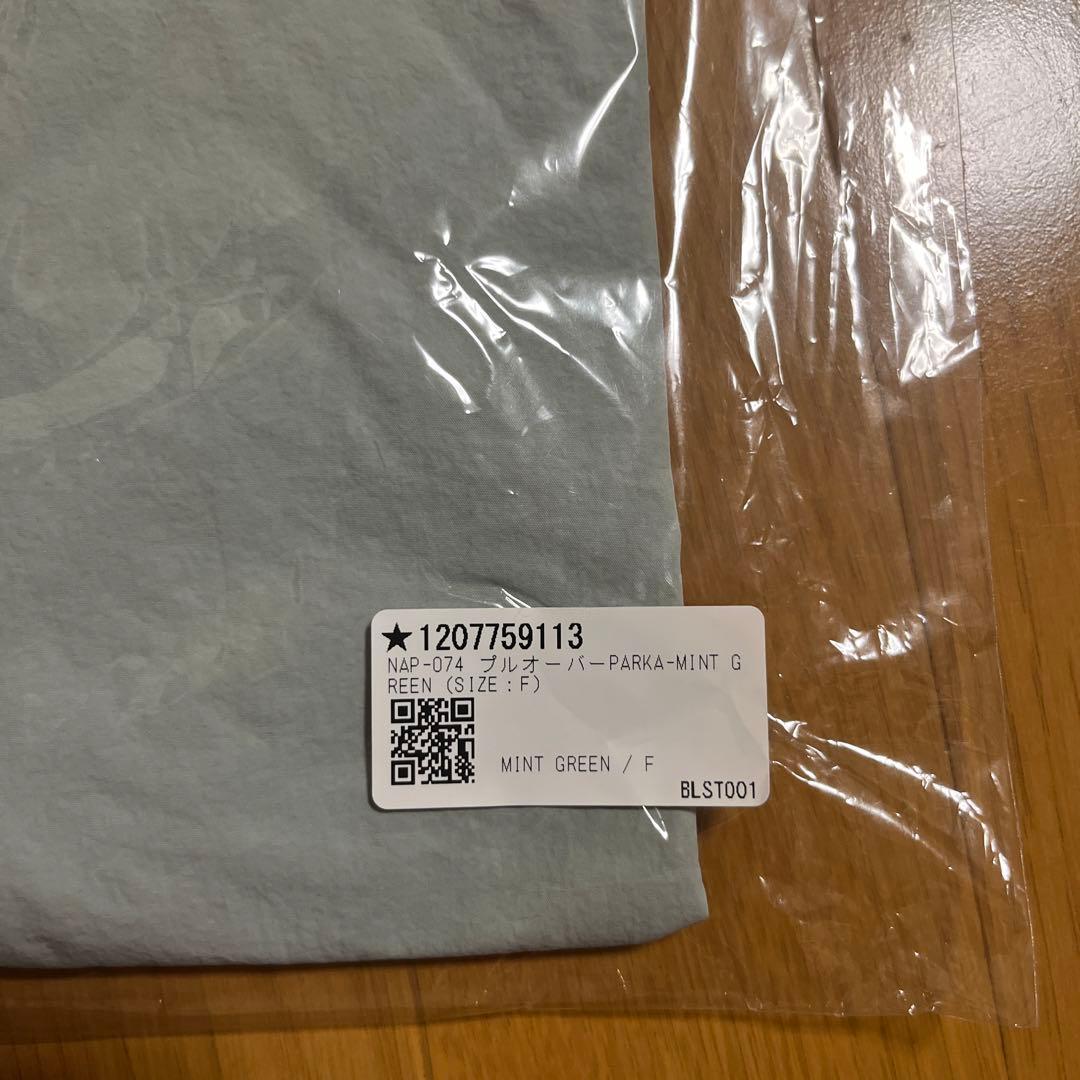 ★1207759113
NAP-074 プルオーバーPARKA-MINT G
REEN (SIZE:F)
MINT GREEN / F
BLST001